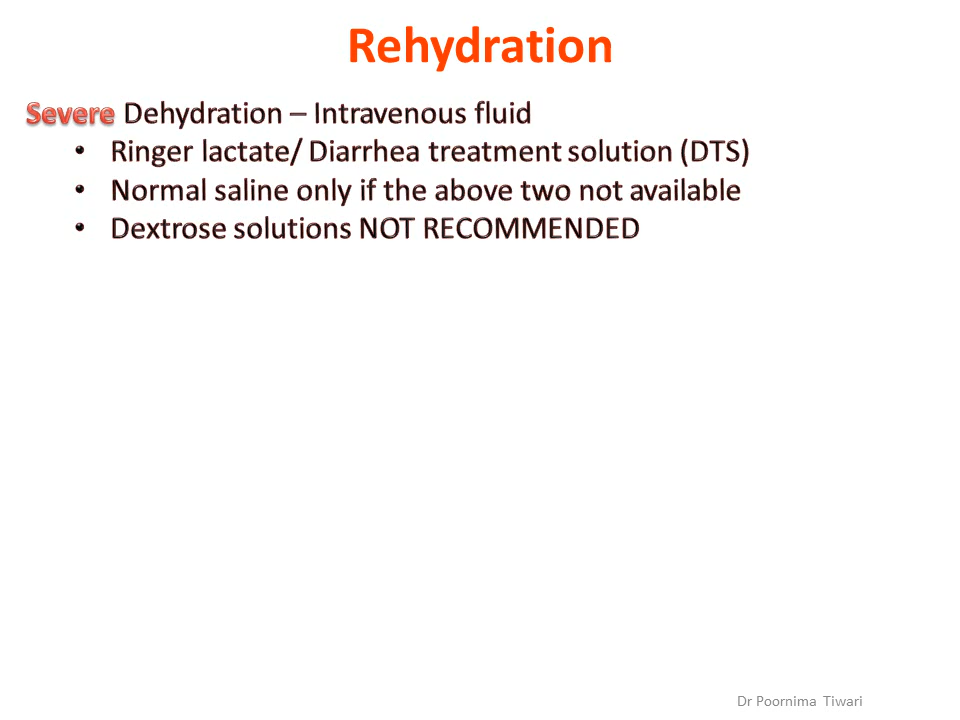 Rehydration
Severe Dehydration – Intravenous fluid
• Ringer lactate/ Diarrhea treatment solution (DTS)
• Normal saline only if the above two not available
• Dextrose solutions NOT RECOMMENDED
Dr Poornima Tiwari